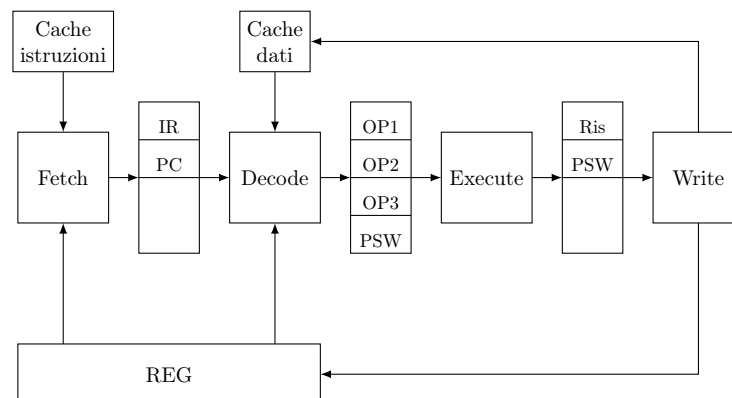 Cache
istruzioni
Cache
dati
IR
PC
OP1
OP2
OP3
PSW
Ris
PSW
Fetch
Decode
Execute
Write
REG